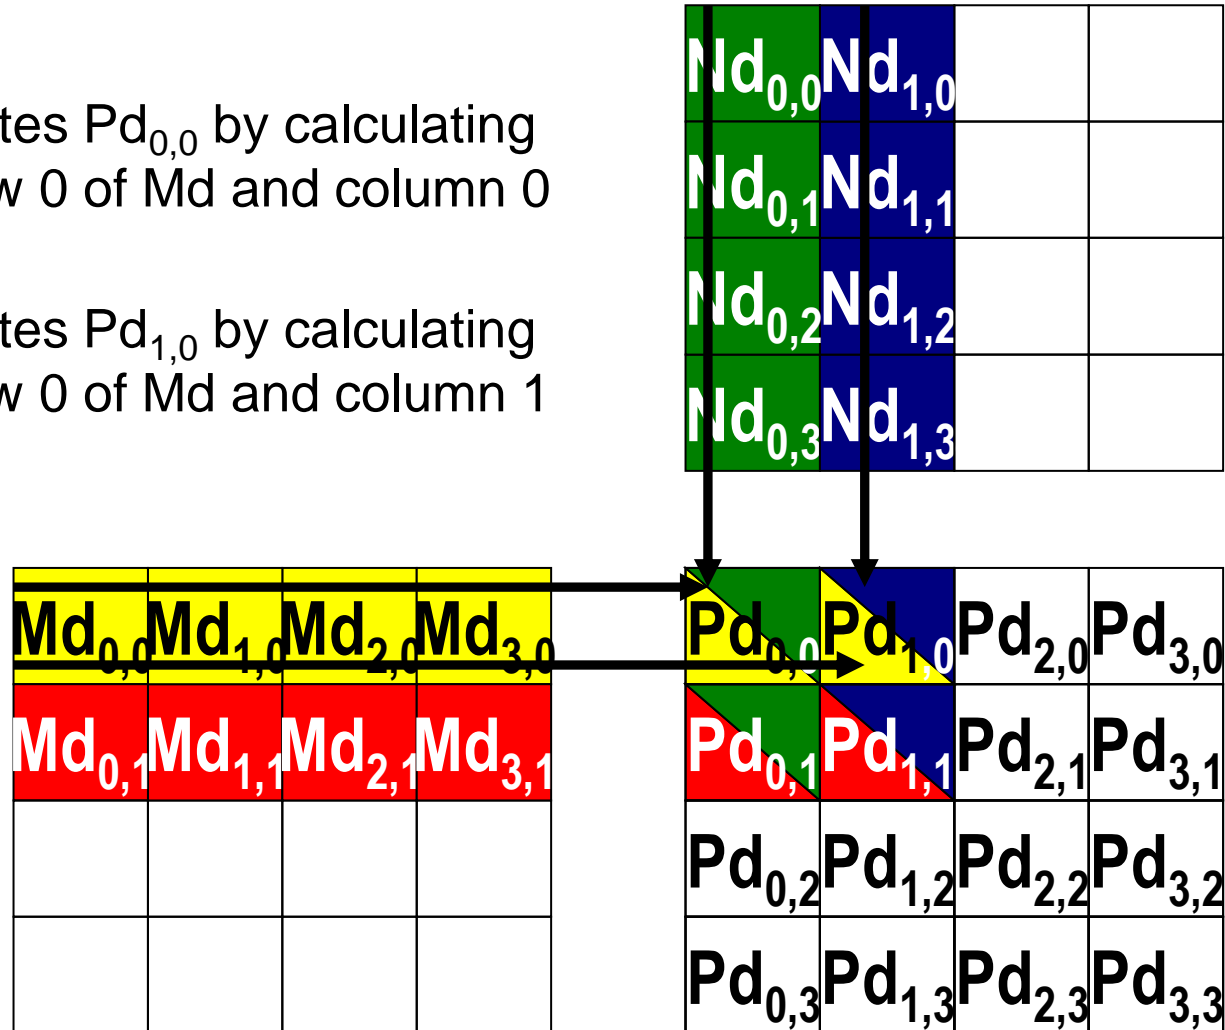 Nd0,0 Nd1,0
tes Pd0,0 by calculating
w 0 of Md and column 0
Nd0,1 Nd1,1
tes Pd1,0 by calculating
w 0 of Md and column 1
Nd0,2 Nd1,2
Nd0,3 Nd1,3
Md0,0 Md1,0 Md2,0 Md3,0 Pd0,0 Pd1,0 Pd2,0 Pd3,0
Md0,1 Md1,1 Md2,1 Md3,1 Pd0,1 Pd1,1 Pd2,1 Pd3,1
Pd0,2 Pd1,2 Pd2,2 Pd3,2
Pd0,3 Pd1,3 Pd2,3 Pd3,3